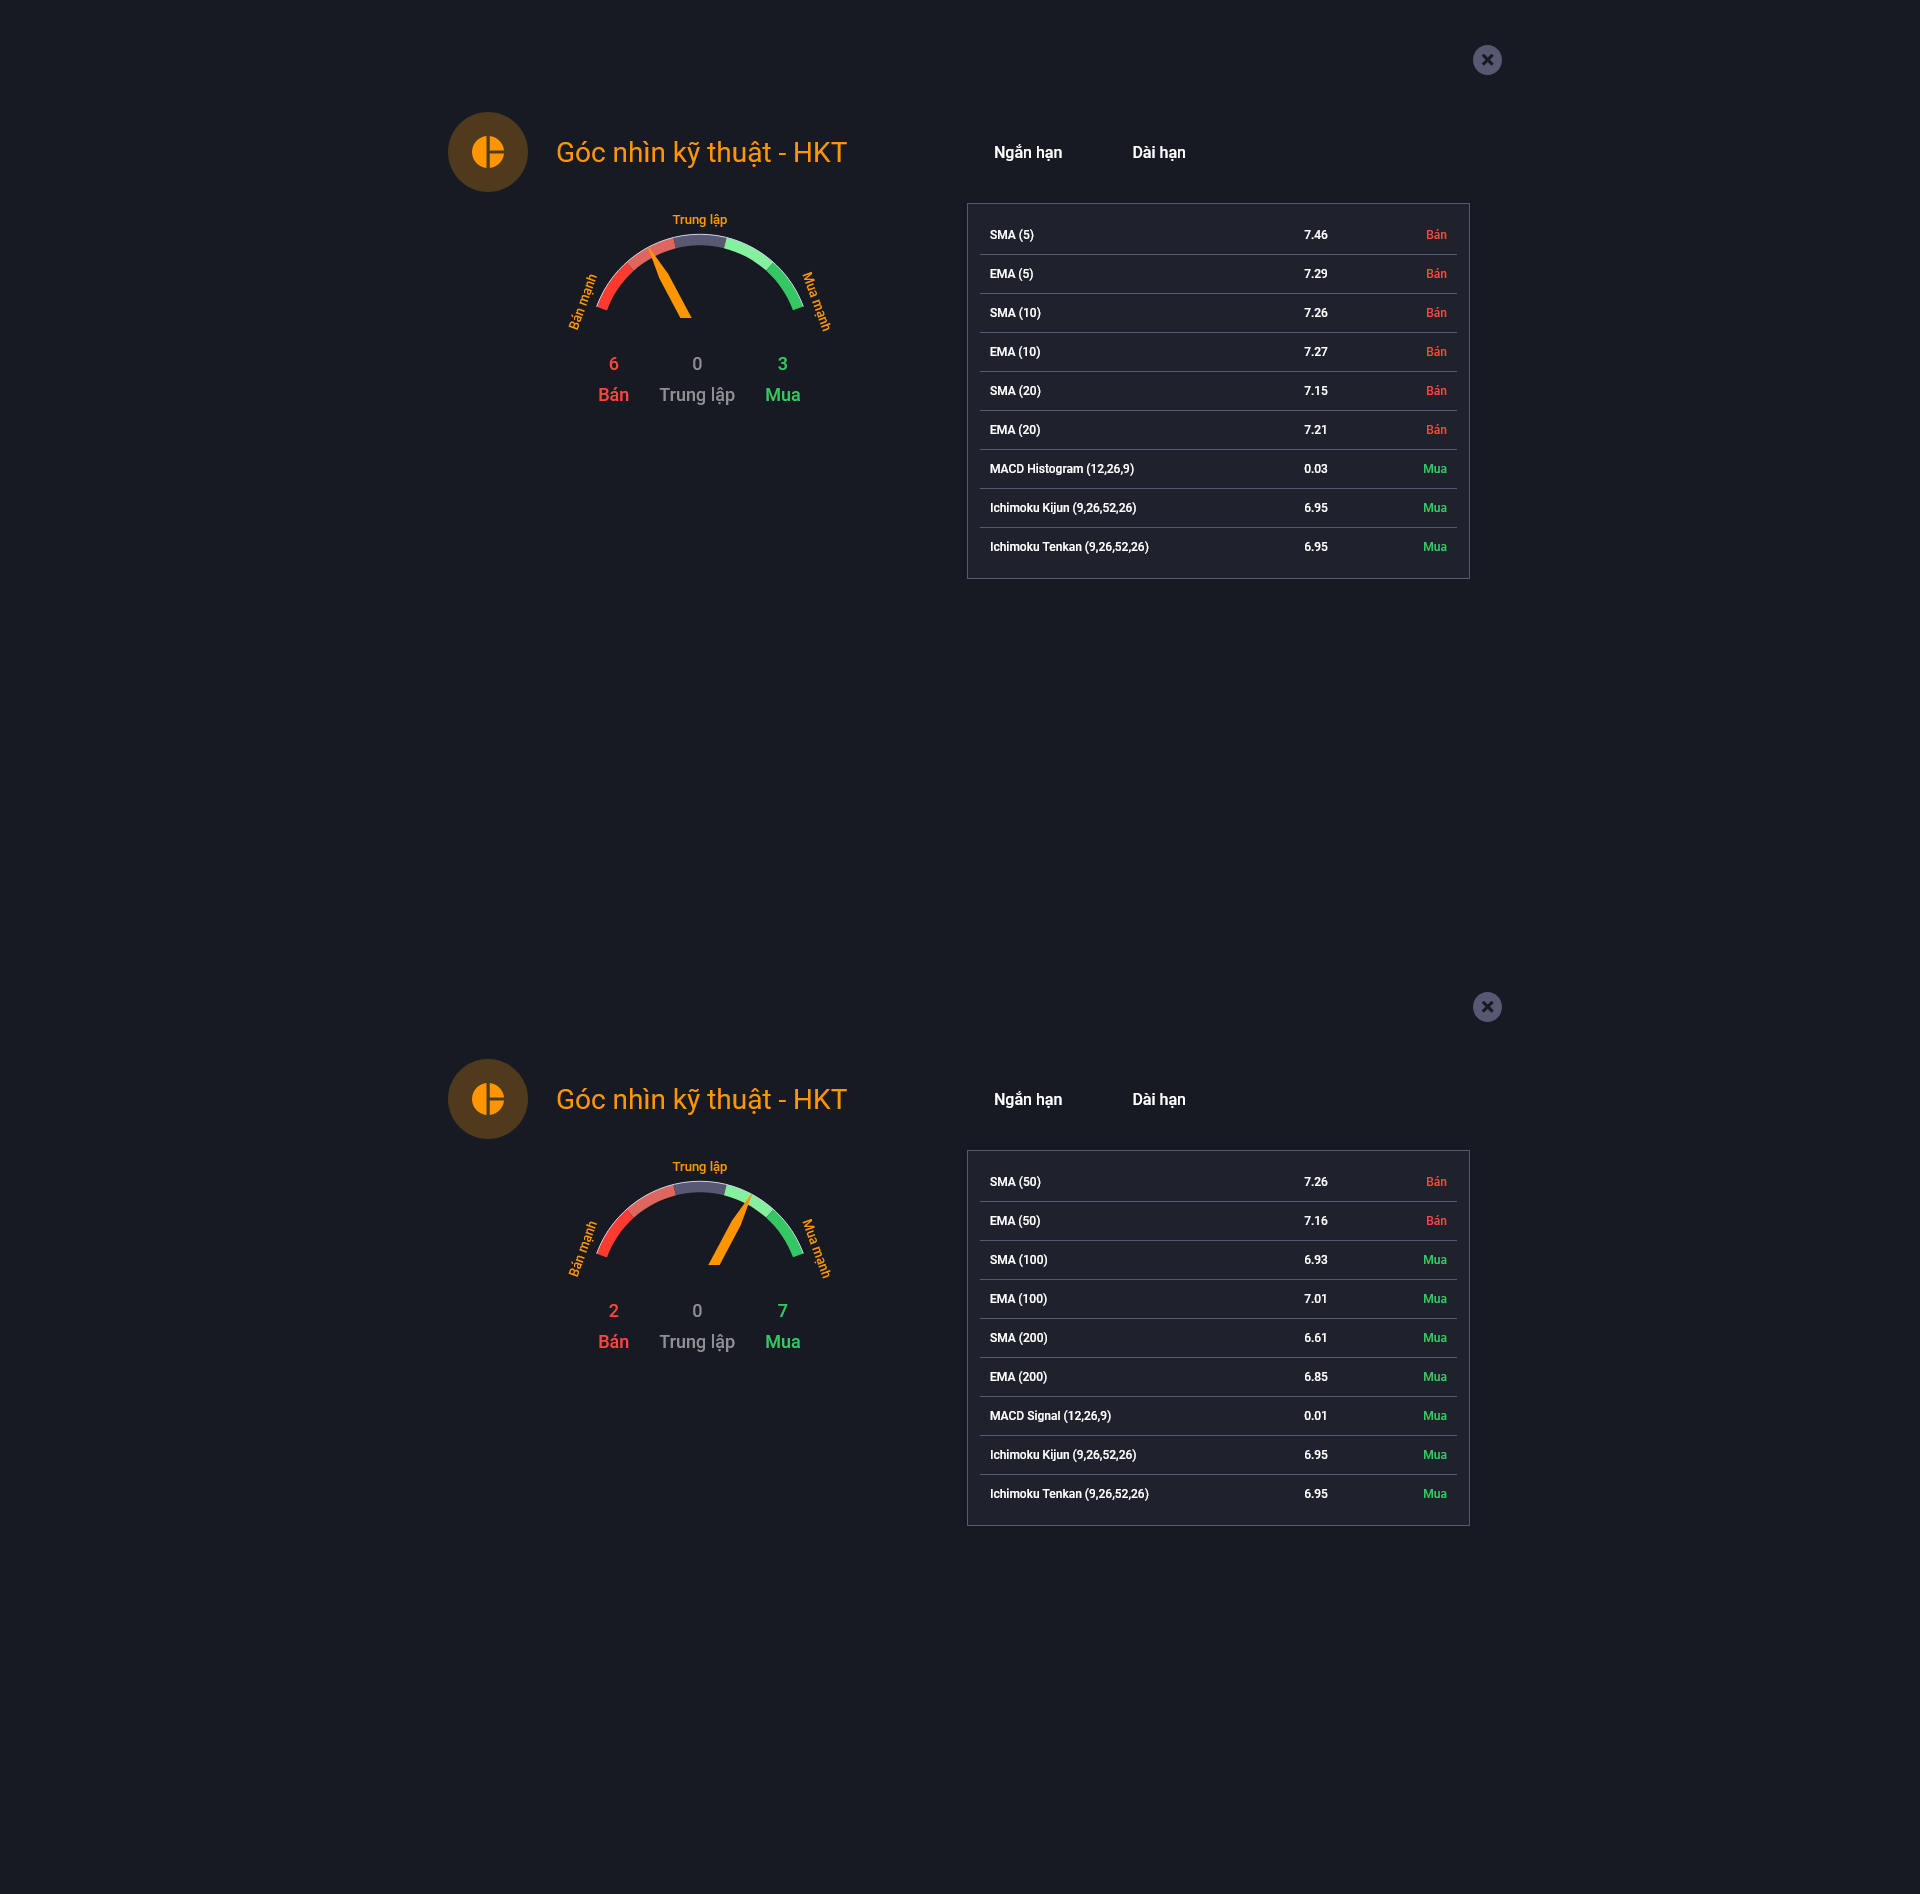 Góc nhìn kỹ thuật - HKT
Ngắn hạn Dài hạn
Trung lập
Bán mạnh
Mua mạnh
6 0 3
Bán Trung lập Mua
SMA (5) 7.46 Bán
EMA (5) 7.29 Bán
SMA (10) 7.26 Bán
EMA (10) 7.27 Bán
SMA (20) 7.15 Bán
EMA (20) 7.21 Bán
MACD Histogram (12,26,9) 0.03 Mua
Ichimoku Kijun (9,26,52,26) 6.95 Mua
Ichimoku Tenkan (9,26,52,26) 6.95 Mua
Góc nhìn kỹ thuật - HKT
Ngắn hạn Dài hạn
Trung lập
Bán mạnh
Mua mạnh
2 0 7
Bán Trung lập Mua
SMA (50) 7.26 Bán
EMA (50) 7.16 Bán
SMA (100) 6.93 Mua
EMA (100) 7.01 Mua
SMA (200) 6.61 Mua
EMA (200) 6.85 Mua
MACD Signal (12,26,9) 0.01 Mua
Ichimoku Kijun (9,26,52,26) 6.95 Mua
Ichimoku Tenkan (9,26,52,26) 6.95 Mua